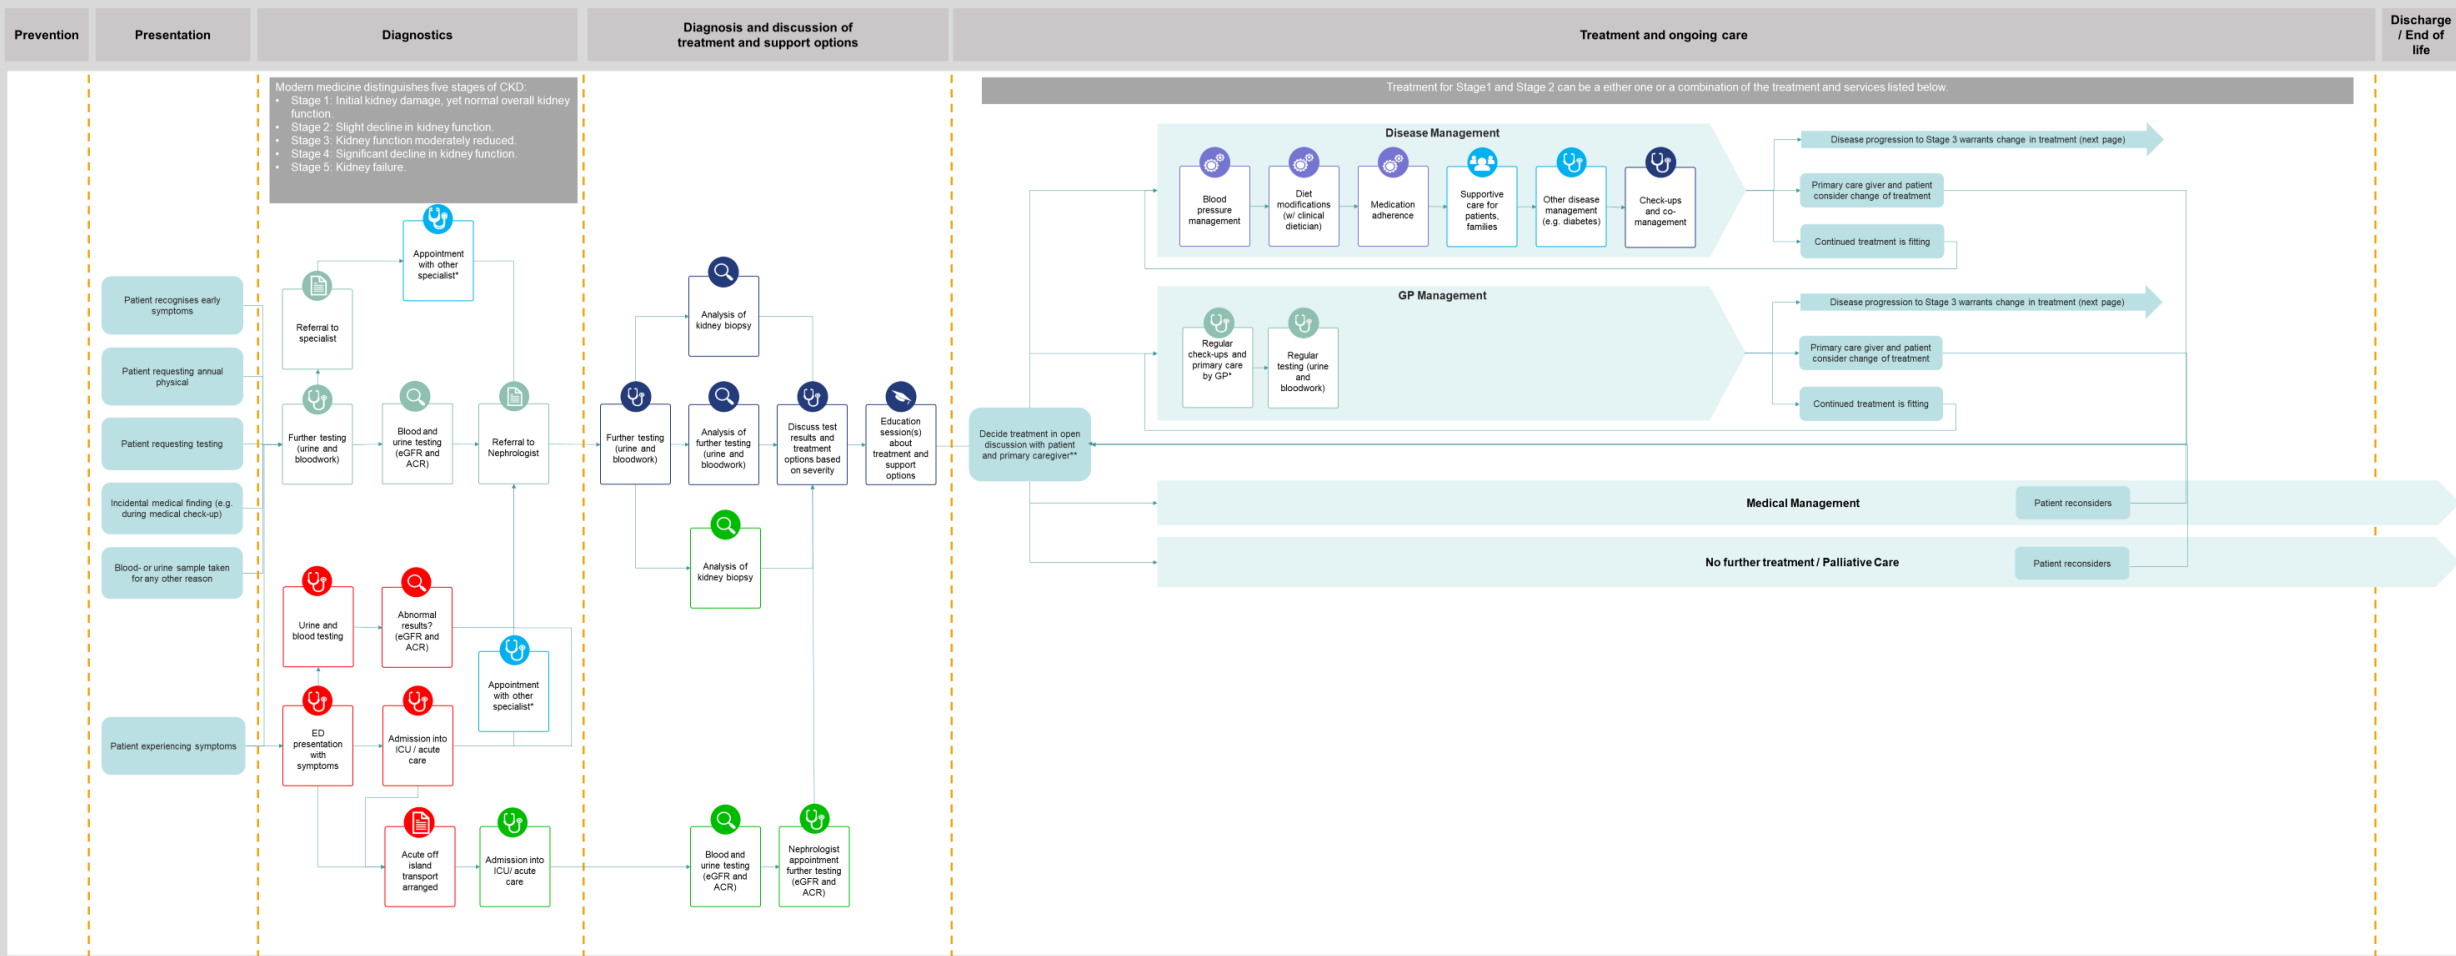 Prevention
Presentation
Diagnostics
Diagnosis and discussion of
treatment and support options
Treatment and ongoing care
Discharge
/ End of
life
Modern medicine distinguishes five stages of CKD:
• Stage 1: Initial kidney damage, yet normal overall kidney
function.
• Stage 2: Slight decline in kidney function.
• Stage 3: Kidney function moderately reduced.
• Stage 4: Significant decline in kidney function.
• Stage 5: Kidney failure.
Treatment for Stage1 and Stage 2 can be a either one or a combination of the treatment and services listed below.
Patient recognises early
symptoms
Patient requesting annual
physical
Patient requesting testing
Incidental medical finding (e.g.
during medical check-up)
Blood- or urine sample taken
for any other reason
Patient experiencing symptoms
Appointment
with other
specialist*
Referral to
specialist
Further testing
(urine and
bloodwork)
Blood and
urine testing
(eGFR and
ACR)
Referral to
Nephrologist
Urine and
blood testing
Abnormal
results?
(eGFR and
ACR)
Appointment
with other
specialist*
ED
presentation
with
symptoms
Admission into
ICU / acute
care
Acute off
island
transport
arranged
Admission into
ICU/ acute
care
Analysis of
kidney biopsy
Further testing
(urine and
bloodwork)
Analysis of
further testing
(urine and
bloodwork)
Discuss test
results and
treatment
options based
on severity
Education
session(s)
about
treatment and
support
options
Analysis of
kidney biopsy
Blood and
urine testing
(eGFR and
ACR)
Nephrologist
appointment
further testing
(eGFR and
ACR)
Decide treatment in open
discussion with patient
and primary caregiver**
Disease Management
Blood
pressure
management
Diet
modifications
(w/ clinical
dietician)
Medication
adherence
Supportive
care for
patients,
families
Other disease
management
(e.g. diabetes)
Check-ups
and co-
management
Disease progression to Stage 3 warrants change in treatment (next page)
Primary care giver and patient
consider change of treatment
Continued treatment is fitting
GP Management
Regular
check-ups and
primary care
by GP*
Regular
testing (urine
and
bloodwork)
Disease progression to Stage 3 warrants change in treatment (next page)
Primary care giver and patient
consider change of treatment
Continued treatment is fitting
Medical Management
Patient reconsiders
No further treatment / Palliative Care
Patient reconsiders